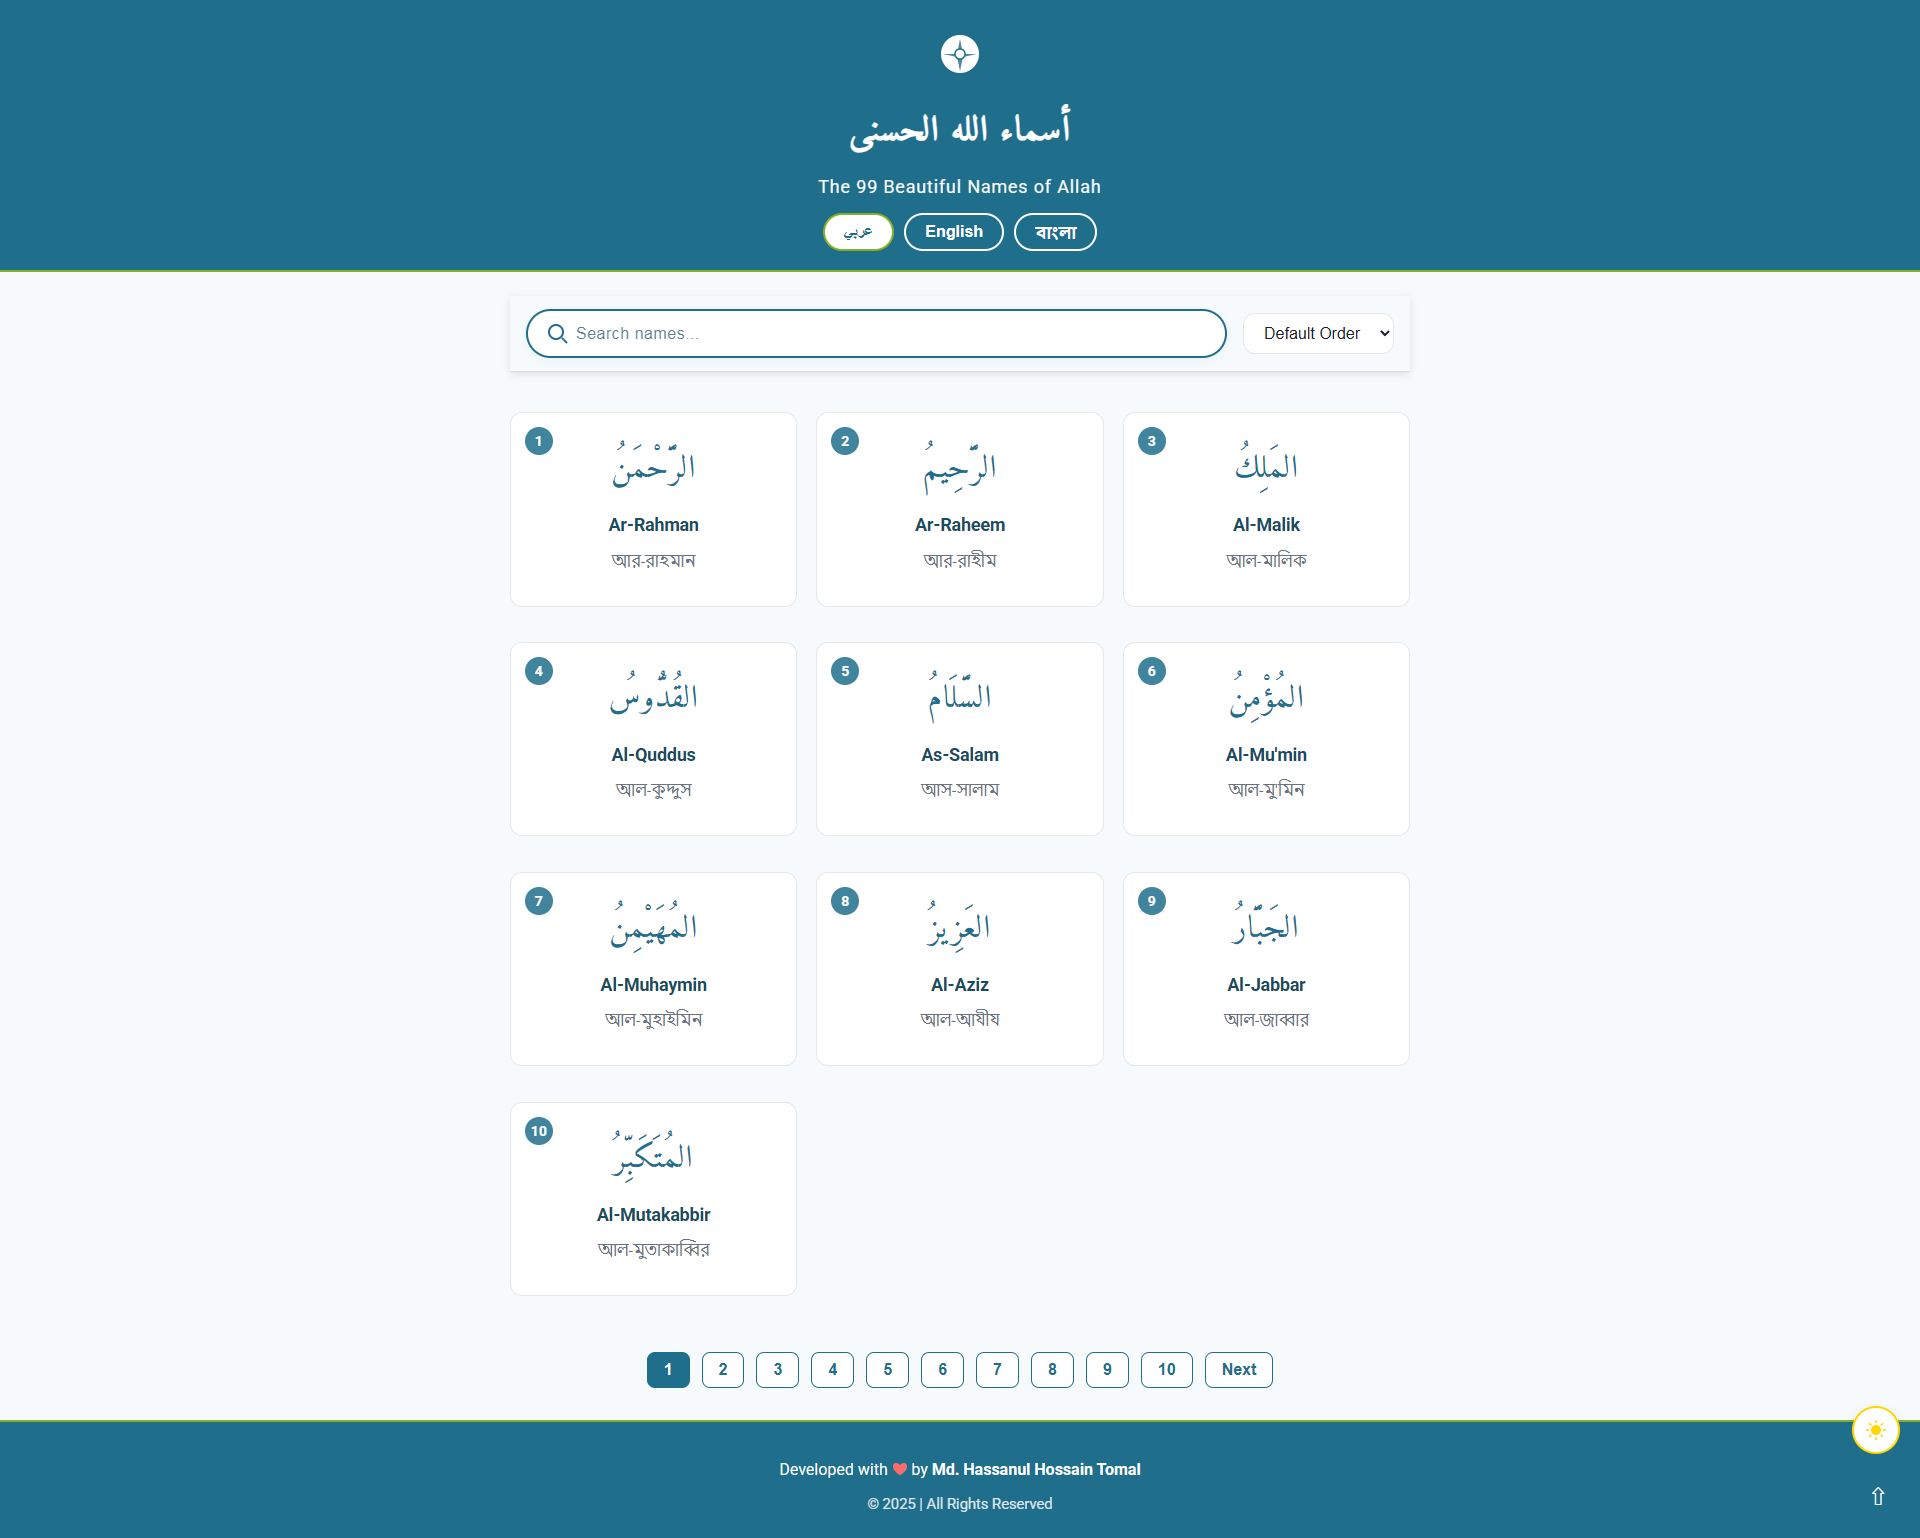 أسماء الله الحسنى
The 99 Beautiful Names of Allah
عربي English বাংলা
Search names...
Default Order
1
الرَّحْمَنُ
Ar-Rahman
আর-রাহমান
2
الرَّحِيمُ
Ar-Raheem
আর-রাহীম
3
المَلِكُ
Al-Malik
আল-মালিক
4
القُدُّوسُ
Al-Quddus
আল-কুদ্দুস
5
السَّلَامُ
As-Salam
আস-সালাম
6
المُؤْمِنُ
Al-Mu'min
আল-মু'মিন
7
المُهَيْمِنُ
Al-Muhaymin
আল-মুহাইমিন
8
العَزِيزُ
Al-Aziz
আল-আযীয
9
الجَبَّارُ
Al-Jabbar
আল-জাব্বার
10
المُتَكَبِّرُ
Al-Mutakabbir
আল-মুতাকাব্বির
1 2 3 4 5 6 7 8 9 10 Next
Developed with ❤ by Md. Hassanul Hossain Tomal
© 2025 | All Rights Reserved